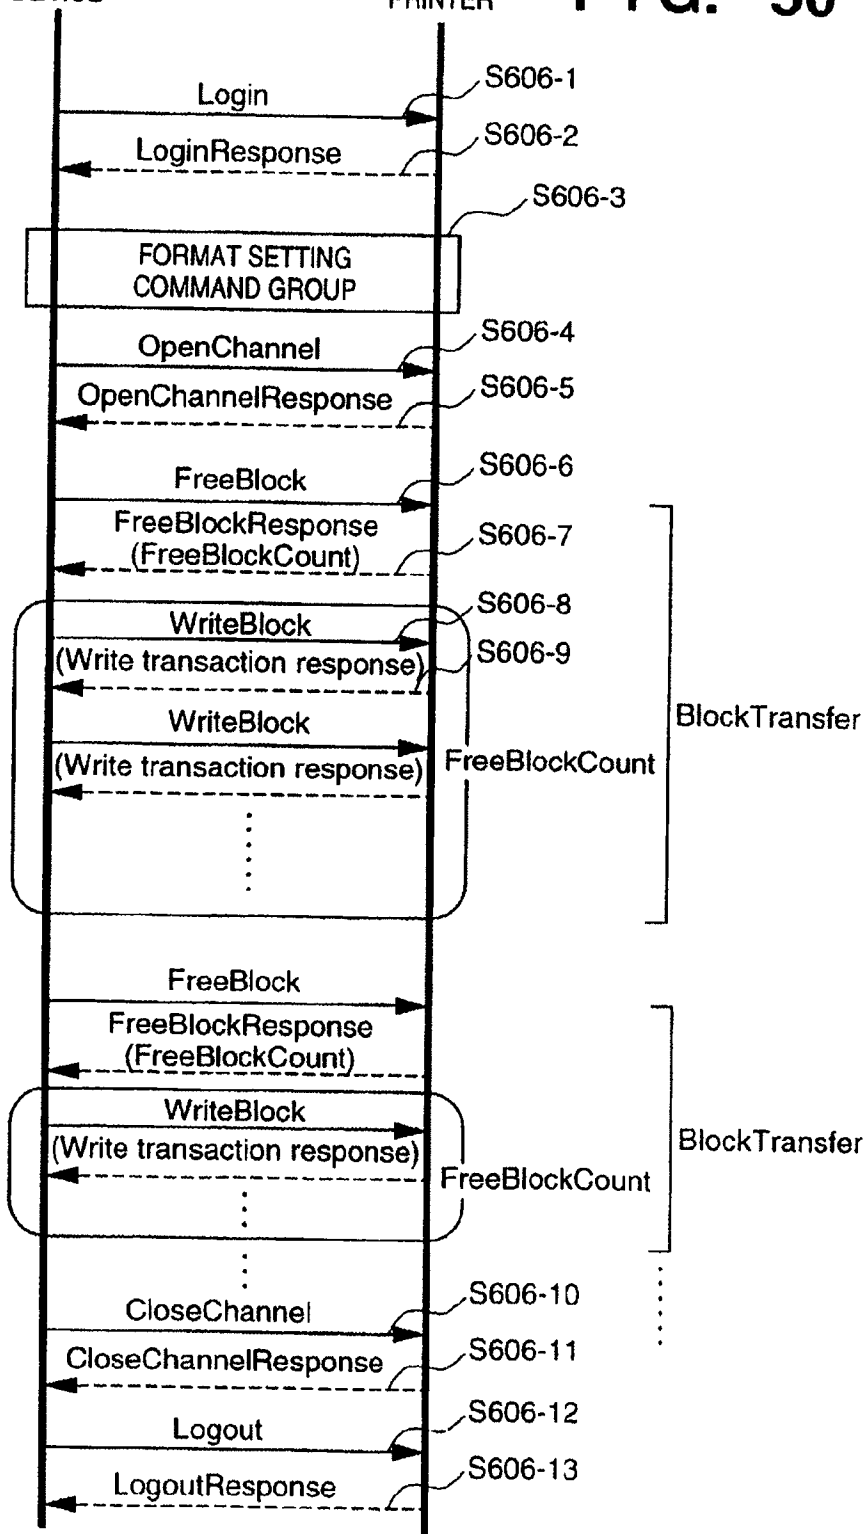 PRINTER
FIG. 30
Login
S606-1
LoginResponse
S606-2
S606-3
FORMAT SETTING
COMMAND GROUP
OpenChannel
S606-4
OpenChannelResponse
S606-5
FreeBlock
S606-6
FreeBlockResponse
(FreeBlockCount)
S606-7
WriteBlock
S606-8
(Write transaction response)
S606-9
WriteBlock
BlockTransfer
(Write transaction response)
FreeBlockCount
FreeBlock
FreeBlockResponse
(FreeBlockCount)
WriteBlock
(Write transaction response)
BlockTransfer
FreeBlockCount
CloseChannel
S606-10
CloseChannelResponse
S606-11
Logout
S606-12
LogoutResponse
S606-13